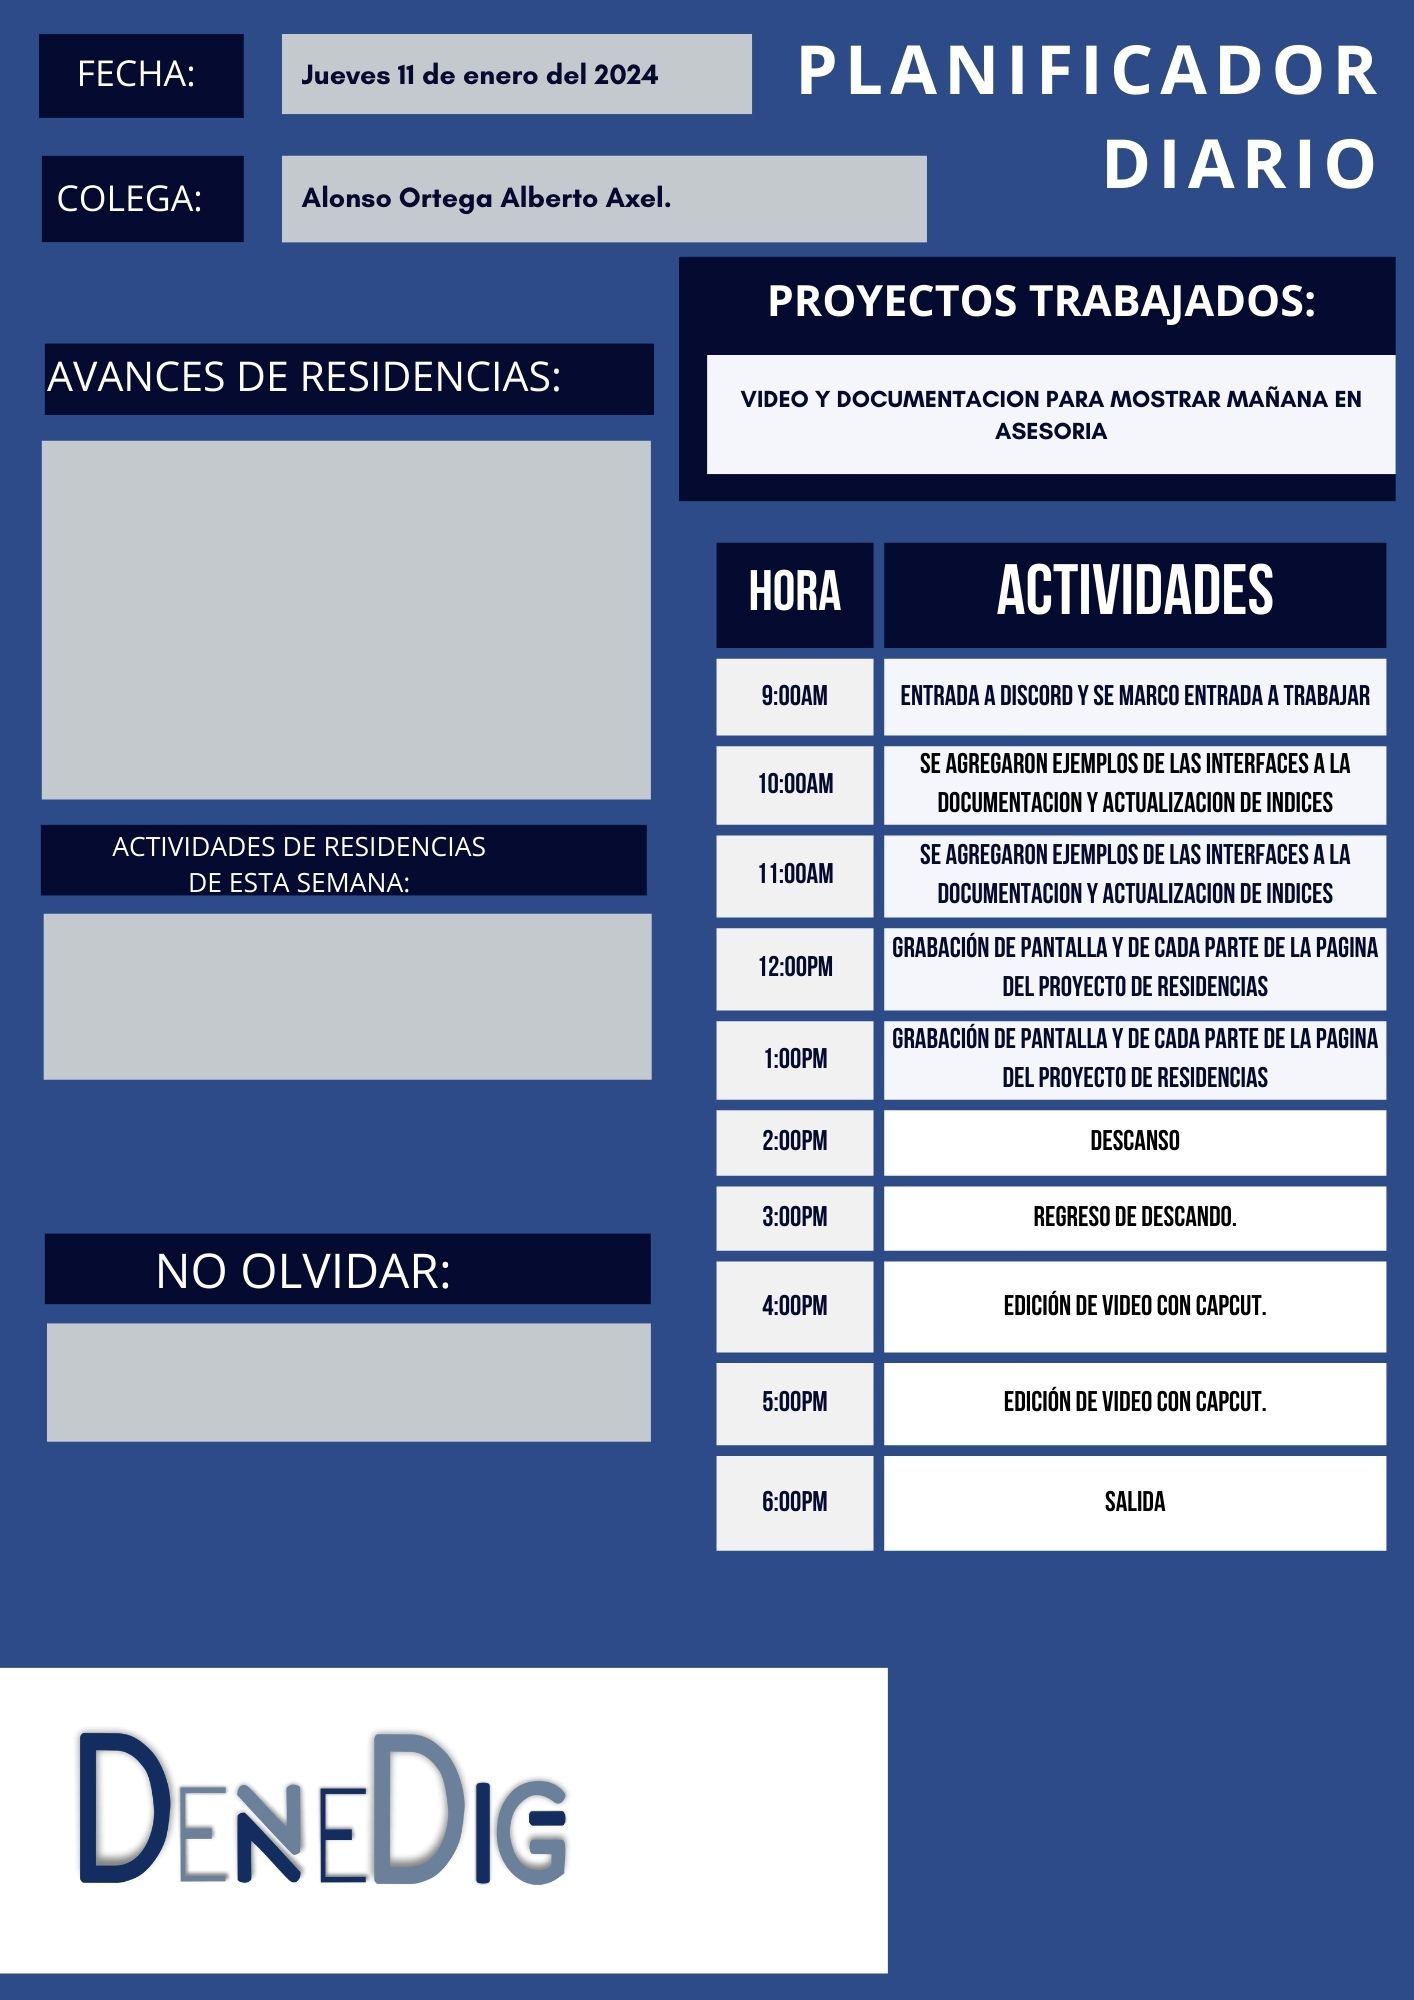 FECHA:
Jueves 11 de enero del 2024
PLANIFICADOR
DIARIO
COLEGA:
Alonso Ortega Alberto Axel.
PROYECTOS TRABAJADOS:
VIDEO Y DOCUMENTACION PARA MOSTRAR MAÑANA EN
ASESORIA
AVANCES DE RESIDENCIAS:
ACTIVIDADES DE RESIDENCIAS
DE ESTA SEMANA:
NO OLVIDAR:
HORA
ACTIVIDADES
9:00AM
ENTRADA A DISCORD Y SE MARCO ENTRADA A TRABAJAR
10:00AM
SE AGREGARON EJEMPLOS DE LAS INTERFACES A LA
DOCUMENTACION Y ACTUALIZACION DE INDICES
11:00AM
SE AGREGARON EJEMPLOS DE LAS INTERFACES A LA
DOCUMENTACION Y ACTUALIZACION DE INDICES
12:00PM
GRABACIÓN DE PANTALLA Y DE CADA PARTE DE LA PAGINA
DEL PROYECTO DE RESIDENCIAS
1:00PM
GRABACIÓN DE PANTALLA Y DE CADA PARTE DE LA PAGINA
DEL PROYECTO DE RESIDENCIAS
2:00PM
DESCANSO
3:00PM
REGRESO DE DESCANDO.
4:00PM
EDICIÓN DE VIDEO CON CAPCUT.
5:00PM
EDICIÓN DE VIDEO CON CAPCUT.
6:00PM
SALIDA
DENEDIG